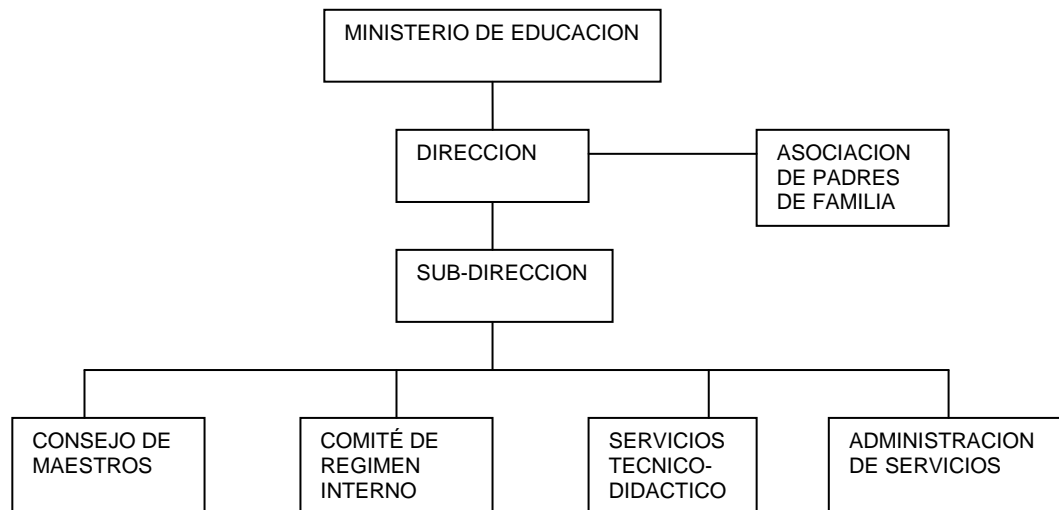 MINISTERIO DE EDUCACION
DIRECCION
ASOCIACION
DE PADRES
DE FAMILIA
SUB-DIRECCION
CONSEJO DE
MAESTROS
COMITÉ DE
REGIMEN
INTERNO
SERVICIOS
TECNICO-
DIDACTICO
ADMINISTRACION
DE SERVICIOS